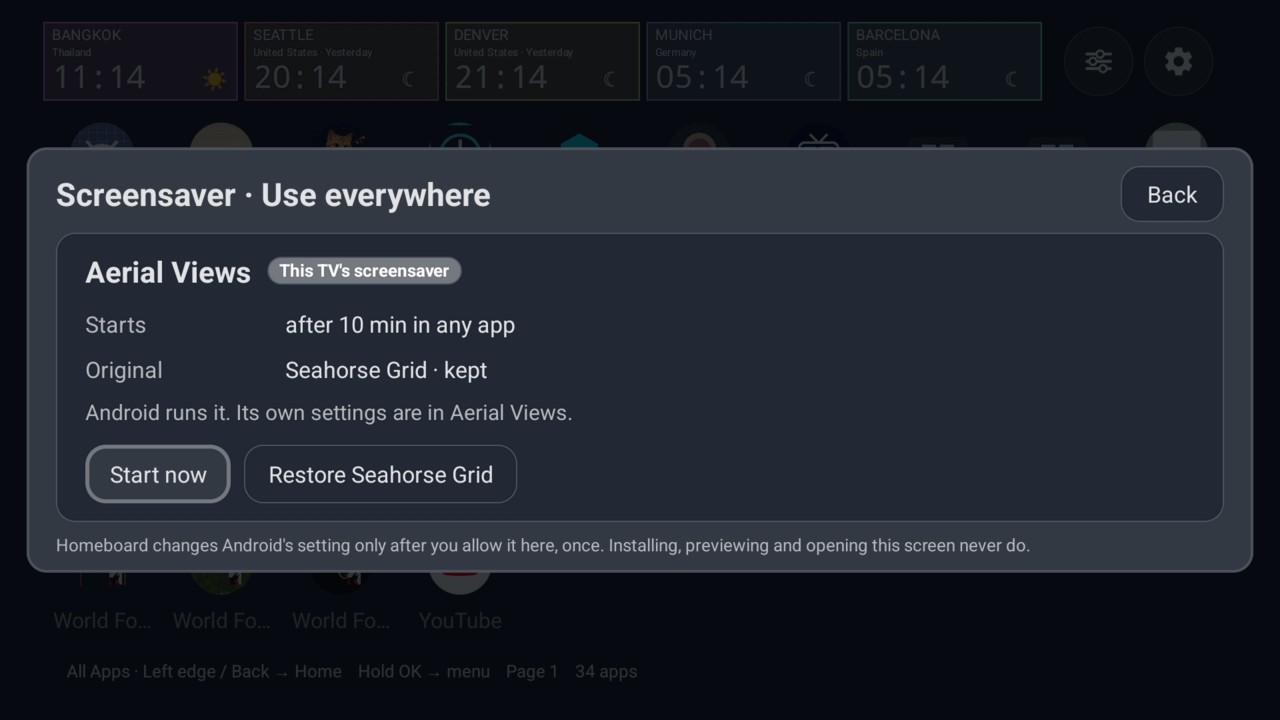 BANGKOK
Thailand
11:14
SEATTLE
United States · Yesterday
20:14
DENVER
United States · Yesterday
21:14
MUNICH
Germany
05:14
BARCELONA
Spain
05:14
Screensaver · Use everywhere
Back
Aerial Views
This TV's screensaver
Starts
after 10 min in any app
Original
Seahorse Grid · kept
Android runs it. Its own settings are in Aerial Views.
Start now
Restore Seahorse Grid
Homeboard changes Android's setting only after you allow it here, once. Installing, previewing and opening this screen never do.
World Fo…
World Fo…
World Fo…
YouTube
All Apps · Left edge / Back → Home
Hold OK → menu
Page 1
34 apps